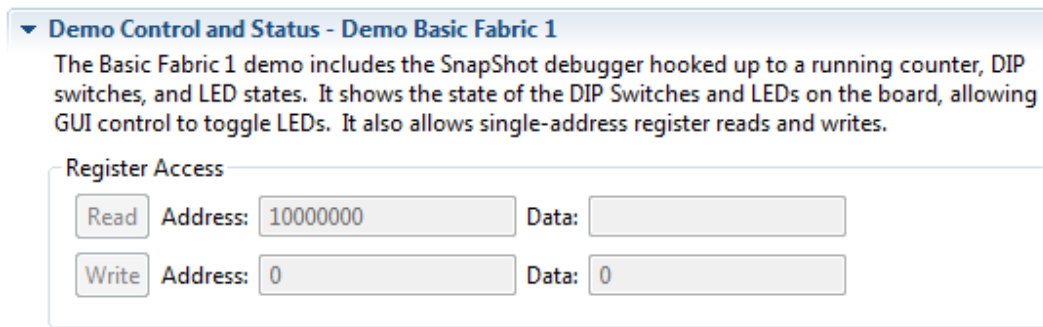 Demo Control and Status - Demo Basic Fabric 1
The Basic Fabric 1 demo includes the SnapShot debugger hooked up to a running counter, DIP
switches, and LED states.  It shows the state of the DIP Switches and LEDs on the board, allowing
GUI control to toggle LEDs.  It also allows single-address register reads and writes.
Register Access
Read Address: 10000000 Data:
Write Address: 0 Data: 0